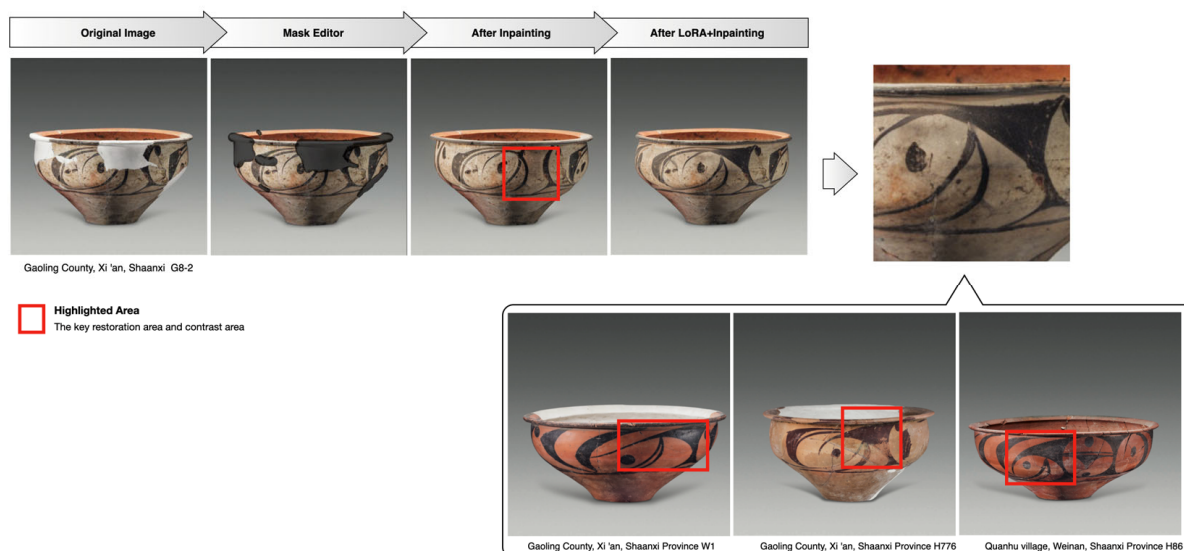 Original Image
Mask Editor
After Inpainting
After LoRA+Inpainting
Gaoling County, Xi 'an, Shaanxi  G8-2
Highlighted Area
The key restoration area and contrast area
Gaoling County, Xi 'an, Shaanxi Province W1
Gaoling County, Xi 'an, Shaanxi Province H776
Quanhu village, Weinan, Shaanxi Province H86